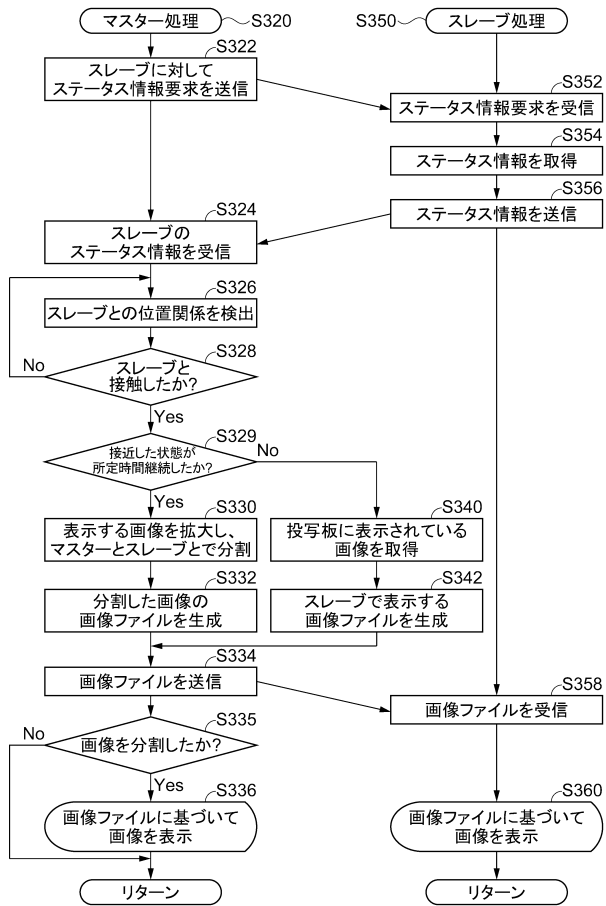 マスター処理
S320
S350
スレーブ処理
S322
スレーブに対して
ステータス情報要求を送信
S352
ステータス情報要求を受信
S354
ステータス情報を取得
S356
ステータス情報を送信
S324
スレーブの
ステータス情報を受信
S326
スレーブとの位置関係を検出
S328
スレーブと
接触したか?
No
Yes
S329
接近した状態が
所定時間継続したか?
No
Yes
S330
表示する画像を拡大し、
マスターとスレーブとで分割
S340
投写板に表示されている
画像を取得
S332
分割した画像の
画像ファイルを生成
S342
スレーブで表示する
画像ファイルを生成
S334
画像ファイルを送信
S358
画像ファイルを受信
S335
画像を分割したか?
No
Yes
S336
画像ファイルに基づいて
画像を表示
S360
画像ファイルに基づいて
画像を表示
リターン
リターン